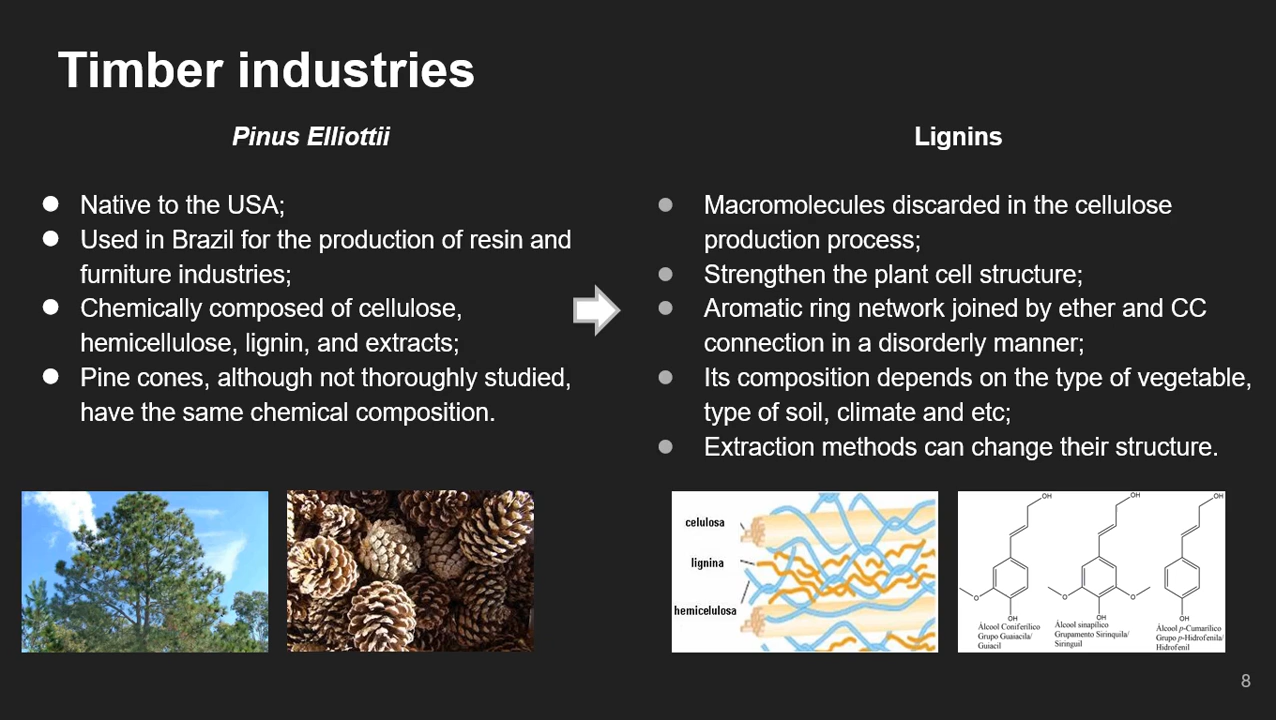 Timber industries
Pinus Elliottii
Native to the USA;
Used in Brazil for the production of resin and
furniture industries;
Chemically composed of cellulose,
hemicellulose, lignin, and extracts;
Pine cones, although not thoroughly studied,
have the same chemical composition.
Lignins
Macromolecules discarded in the cellulose
production process;
Strengthen the plant cell structure;
Aromatic ring network joined by ether and CC
connection in a disorderly manner;
Its composition depends on the type of vegetable,
type of soil, climate and etc;
Extraction methods can change their structure.
celulosa
lignina
hemicelulosa
OH
O
OH
Álcool Coniferílico
Grupo Guaiacila/
Guiacil
OH
O
O
OH
Álcool sinapílico
Grupamento Sirinquila/
Siringuil
OH
OH
Álcool p-Cumarílico
Grupo p-Hidrofenila/
Hidrofenil
8